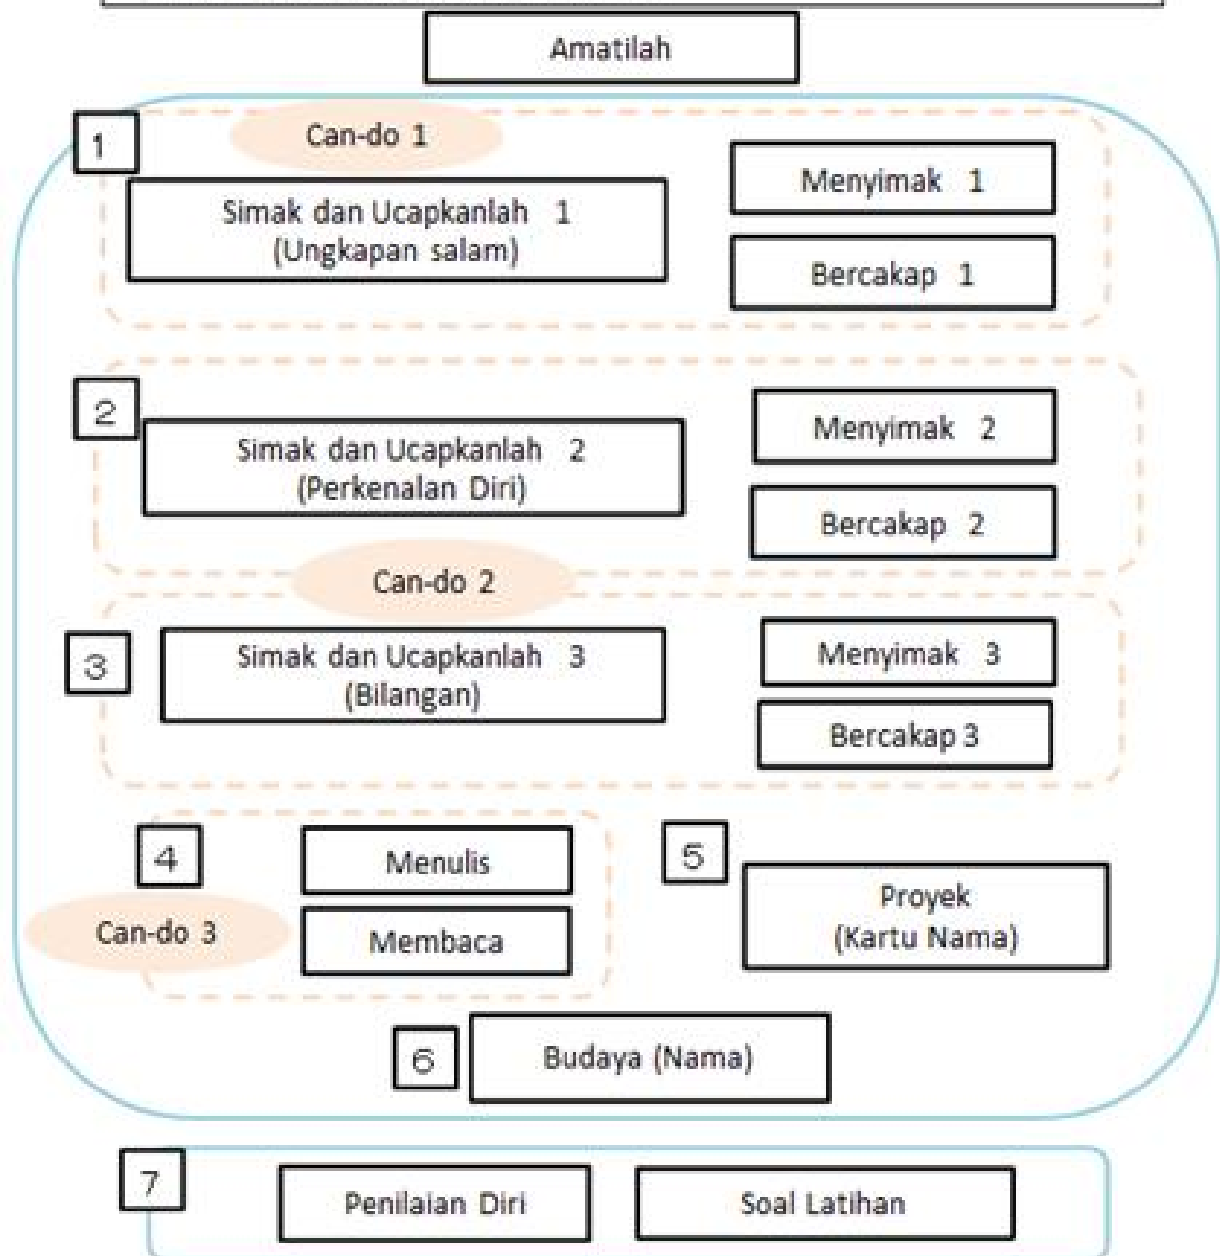 Amatilah
1
Can-do 1
Simak dan Ucapkanlah 1
(Ungkapan salam)
Menyimak 1
Bercakap 1
2
Simak dan Ucapkanlah 2
(Perkenalan Diri)
Menyimak 2
Bercakap 2
Can-do 2
3
Simak dan Ucapkanlah 3
(Bilangan)
Menyimak 3
Bercakap 3
4
Menulis
Can-do 3
Membaca
5
Proyek
(Kartu Nama)
6
Budaya (Nama)
7
Penilaian Diri
Soal Latihan